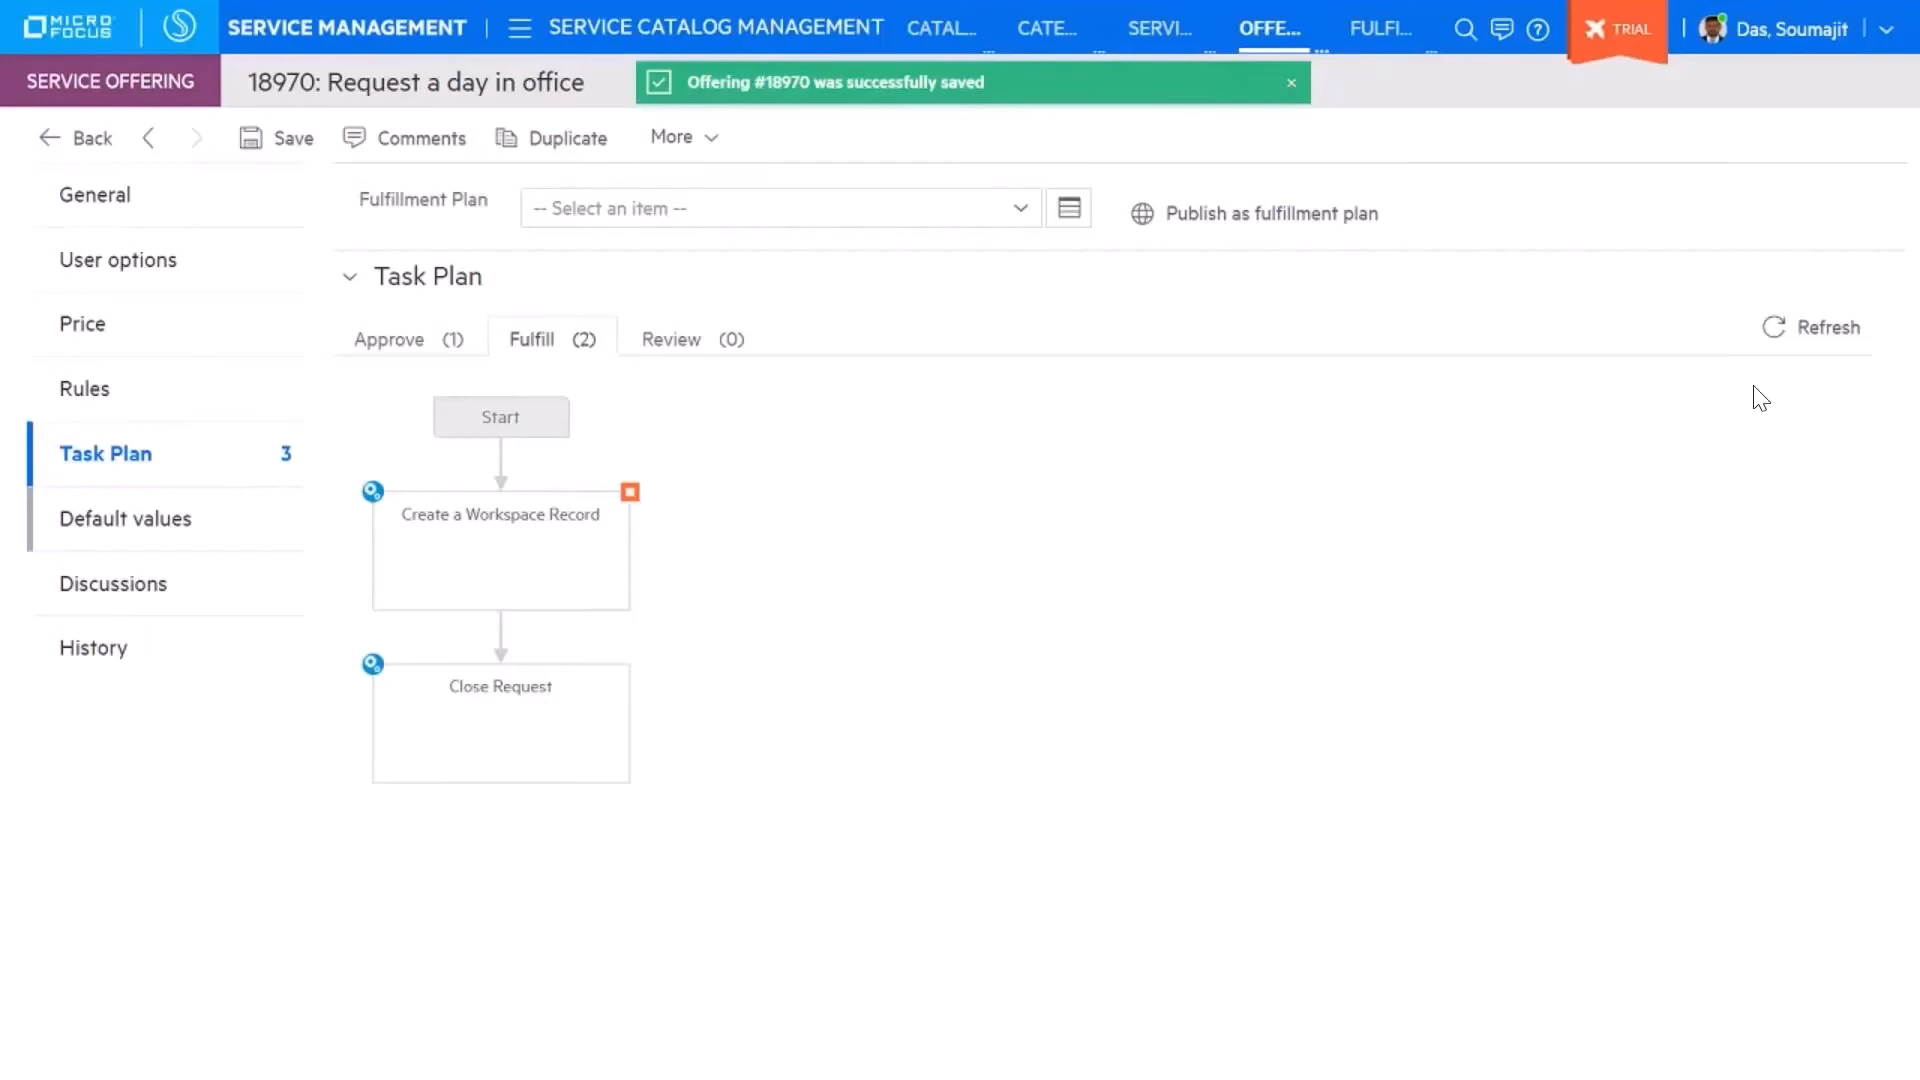 MICRO FOCUS
SERVICE MANAGEMENT
SERVICE CATALOG MANAGEMENT
CATAL...
CATE...
SERVI...
OFFE...
FULFI...
TRIAL
Das, Soumajit
SERVICE OFFERING
18970: Request a day in office
Offering #18970 was successfully saved
Back
Save
Comments
Duplicate
More
General
User options
Price
Rules
Task Plan 3
Default values
Discussions
History
Fulfillment Plan
-- Select an item --
Publish as fulfillment plan
Task Plan
Approve (1)
Fulfill (2)
Review (0)
Refresh
Start
Create a Workspace Record
Close Request